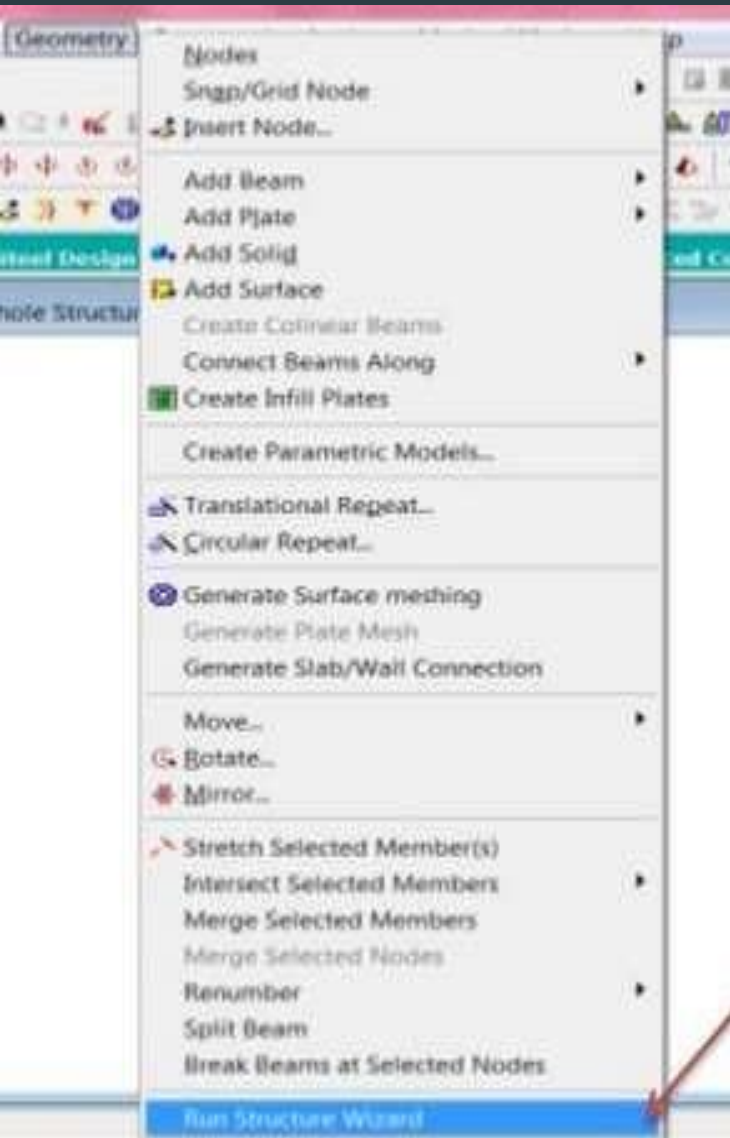 Geometry
Nodes
Snap/Grid Node
Insert Node...
Add Beam
Add Plate
Add Solid
Add Surface
Create Colinear Beams
Connect Beams Along
Create Infill Plates
Create Parametric Models...
Translational Repeat...
Circular Repeat...
Generate Surface meshing
Generate Plate Mesh
Generate Slab/Wall Connection
Move...
Rotate...
Mirror...
Stretch Selected Member(s)
Intersect Selected Members
Merge Selected Members
Merge Selected Nodes
Renumber
Split Beam
Break Beams at Selected Nodes
Run Structure Wizard